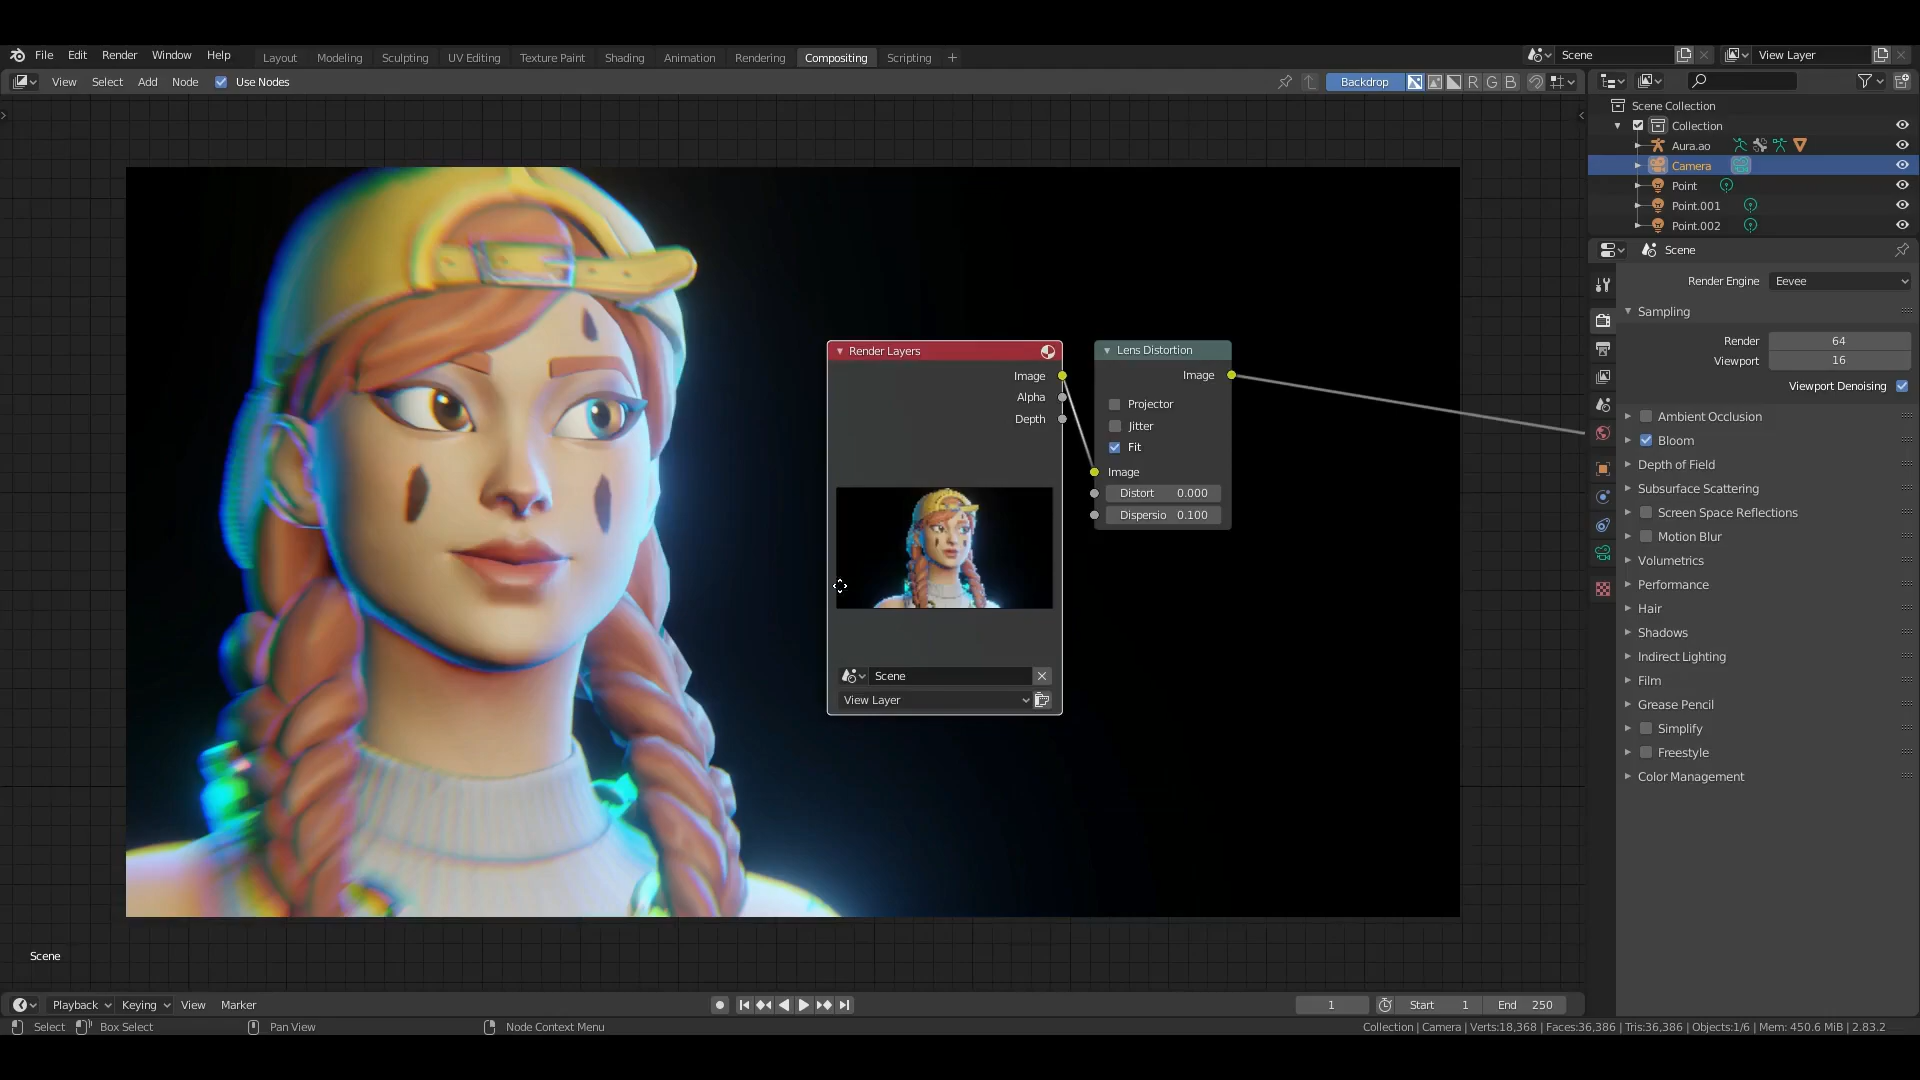 File Edit Render Window Help Layout Modeling Sculpting UV Editing Texture Paint Shading Animation Rendering Compositing Scripting + Scene View Layer
View Select Add Node Use Nodes Backdrop R G B
Scene Collection
Collection
Aura.ao
Camera
Point
Point.001
Point.002
Scene
Render Engine Eevee
Sampling
Render 64
Viewport 16
Viewport Denoising
Ambient Occlusion
Bloom
Depth of Field
Subsurface Scattering
Screen Space Reflections
Motion Blur
Volumetrics
Performance
Hair
Shadows
Indirect Lighting
Film
Grease Pencil
Simplify
Freestyle
Color Management
Render Layers
Image
Alpha
Depth
Scene
View Layer
Lens Distortion
Image
Projector
Jitter
Fit
Image
Distort 0.000
Dispersio 0.100
Scene
Playback Keying View Marker 1 Start 1 End 250
Select Box Select Pan View Node Context Menu Collection | Camera | Verts:18,368 | Faces:36,386 | Tris:36,386 | Objects:1/6 | Mem: 450.6 MiB | 2.83.2